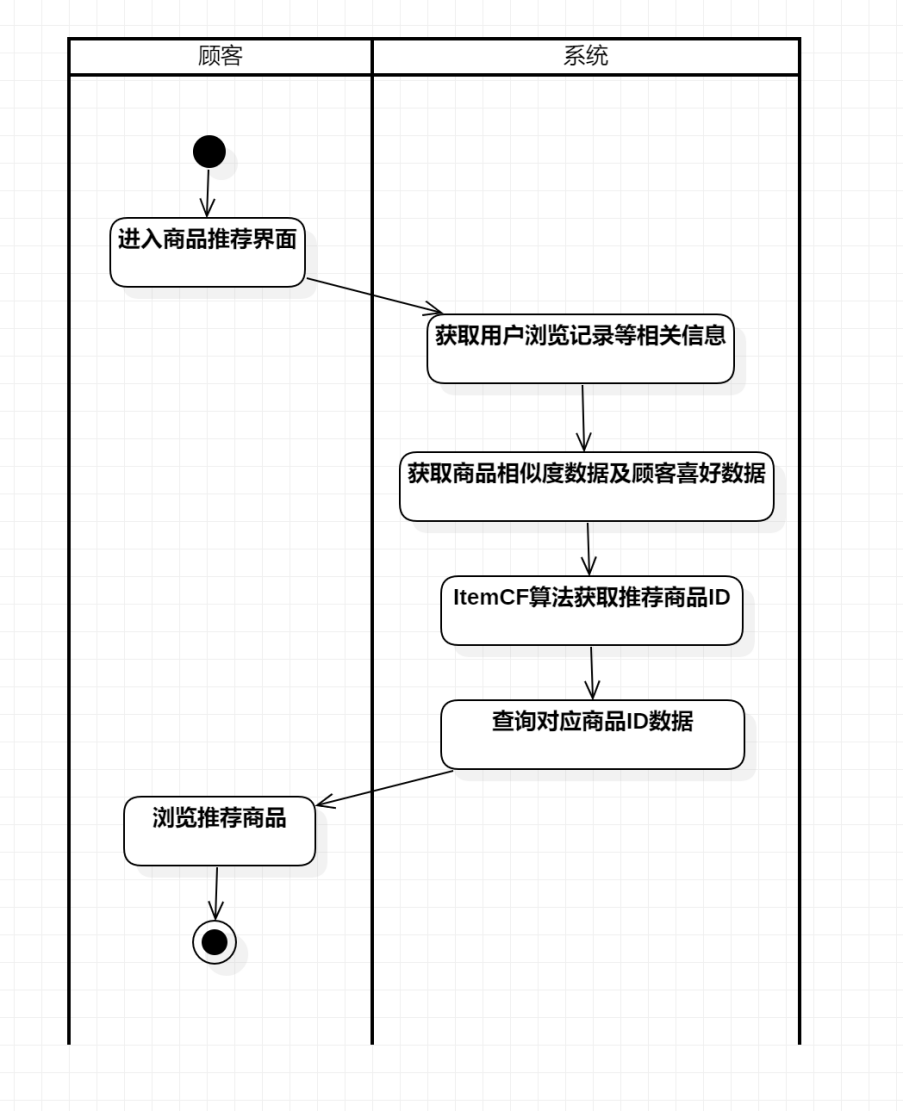 顾客
系统
进入商品推荐界面
获取用户浏览记录等相关信息
获取商品相似度数据及顾客喜好数据
ItemCF算法获取推荐商品ID
查询对应商品ID数据
浏览推荐商品